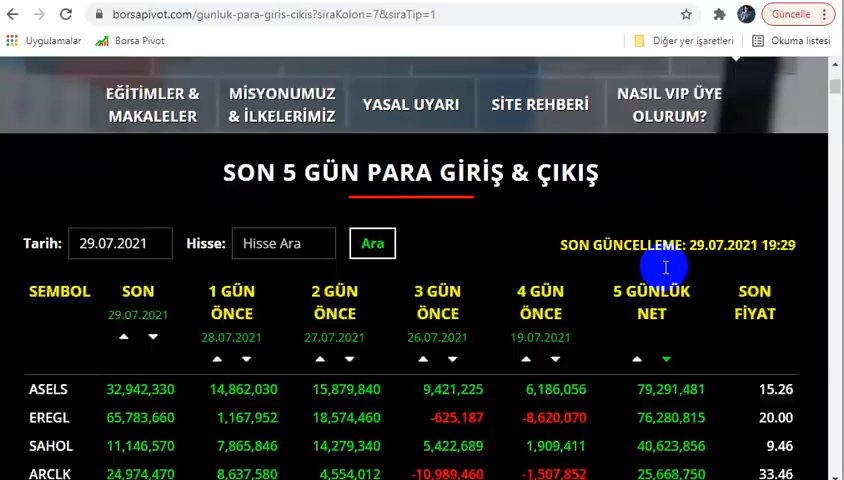 borsapivot.com/gunluk-para-giris-cikis?siraKolon=7&siraTip=1
Güncelle
Uygulamalar
Borsa Pivot
Diğer yer işaretleri
Okuma listesi
EĞİTİMLER & MAKALELER
MİSYONUMUZ & İLKELERİMİZ
YASAL UYARI
SİTE REHBERİ
NASIL VIP ÜYE OLURUM?
SON 5 GÜN PARA GİRİŞ & ÇIKIŞ
Tarih: 29.07.2021 Hisse: Hisse Ara Ara
SON GÜNCELLEME: 29.07.2021 19:29
SEMBOL SON 1 GÜN 2 GÜN 3 GÜN 4 GÜN 5 GÜNLÜK SON
ÖNCE ÖNCE ÖNCE ÖNCE NET FİYAT
29.07.2021
28.07.2021 27.07.2021 26.07.2021 19.07.2021
ASELS 32,942,330 14,862,030 15,879,840 9,421,225 6,186,056 79,291,481 15.26
EREGL 65,783,660 1,167,952 18,574,460 -625,187 -8,620,070 76,280,815 20.00
SAHOL 11,146,570 7,865,846 14,279,340 5,422,689 1,909,411 40,623,856 9.46
ARCLK 24,974,470 8,637,580 4,554,012 -10,989,460 -1,507,852 25,668,750 33.46